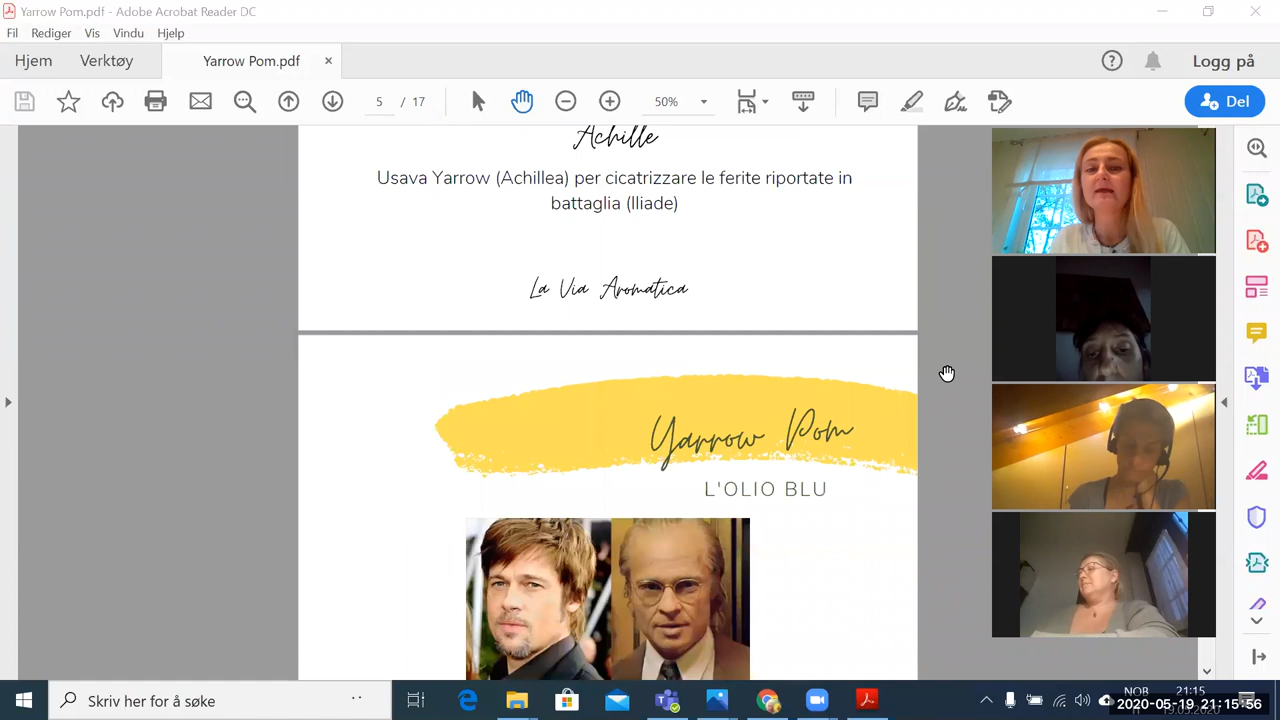 Yarrow Pom.pdf - Adobe Acrobat Reader DC
Fil Rediger Vis Vindu Hjelp
Hjem Verktøy Yarrow Pom.pdf × Logg på
5 / 17 50% Del
Achille
Usava Yarrow (Achillea) per cicatrizzare le ferite riportate in
battaglia (Iliade)
La Via Aromatica
Yarrow Pom
L'OLIO BLU
Skriv her for å søke
NOB 21:15
2020-05-19 21:15:56